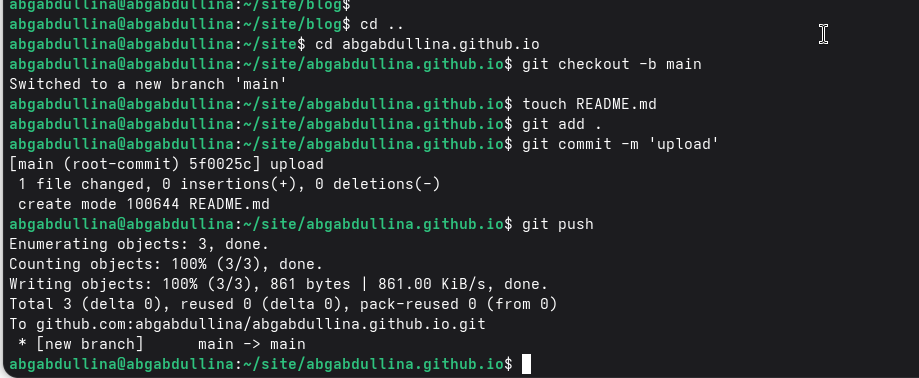 abgabdullina@abgabdullina:~/site/blog$
abgabdullina@abgabdullina:~/site/blog$ cd ..
abgabdullina@abgabdullina:~/site$ cd abgabdullina.github.io
abgabdullina@abgabdullina:~/site/abgabdullina.github.io$ git checkout -b main
Switched to a new branch 'main'
abgabdullina@abgabdullina:~/site/abgabdullina.github.io$ touch README.md
abgabdullina@abgabdullina:~/site/abgabdullina.github.io$ git add .
abgabdullina@abgabdullina:~/site/abgabdullina.github.io$ git commit -m 'upload'
[main (root-commit) 5f0025c] upload
 1 file changed, 0 insertions(+), 0 deletions(-)
 create mode 100644 README.md
abgabdullina@abgabdullina:~/site/abgabdullina.github.io$ git push
Enumerating objects: 3, done.
Counting objects: 100% (3/3), done.
Writing objects: 100% (3/3), 861 bytes | 861.00 KiB/s, done.
Total 3 (delta 0), reused 0 (delta 0), pack-reused 0 (from 0)
To github.com:abgabdullina/abgabdullina.github.io.git
 * [new branch]      main -> main
abgabdullina@abgabdullina:~/site/abgabdullina.github.io$